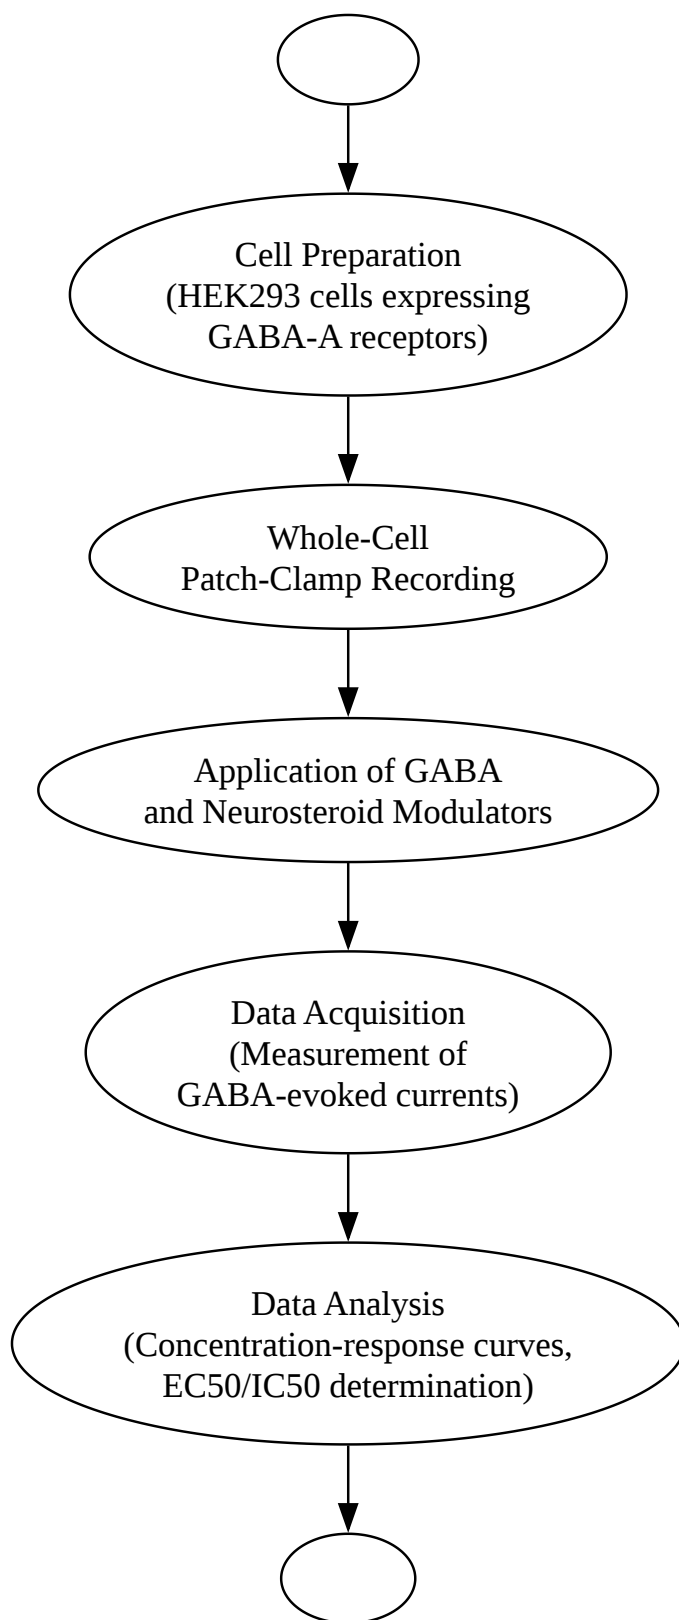 Cell Preparation
(HEK293 cells expressing
GABA-A receptors)
Whole-Cell
Patch-Clamp Recording
Application of GABA
and Neurosteroid Modulators
Data Acquisition
(Measurement of
GABA-evoked currents)
Data Analysis
(Concentration-response curves,
EC50/IC50 determination)